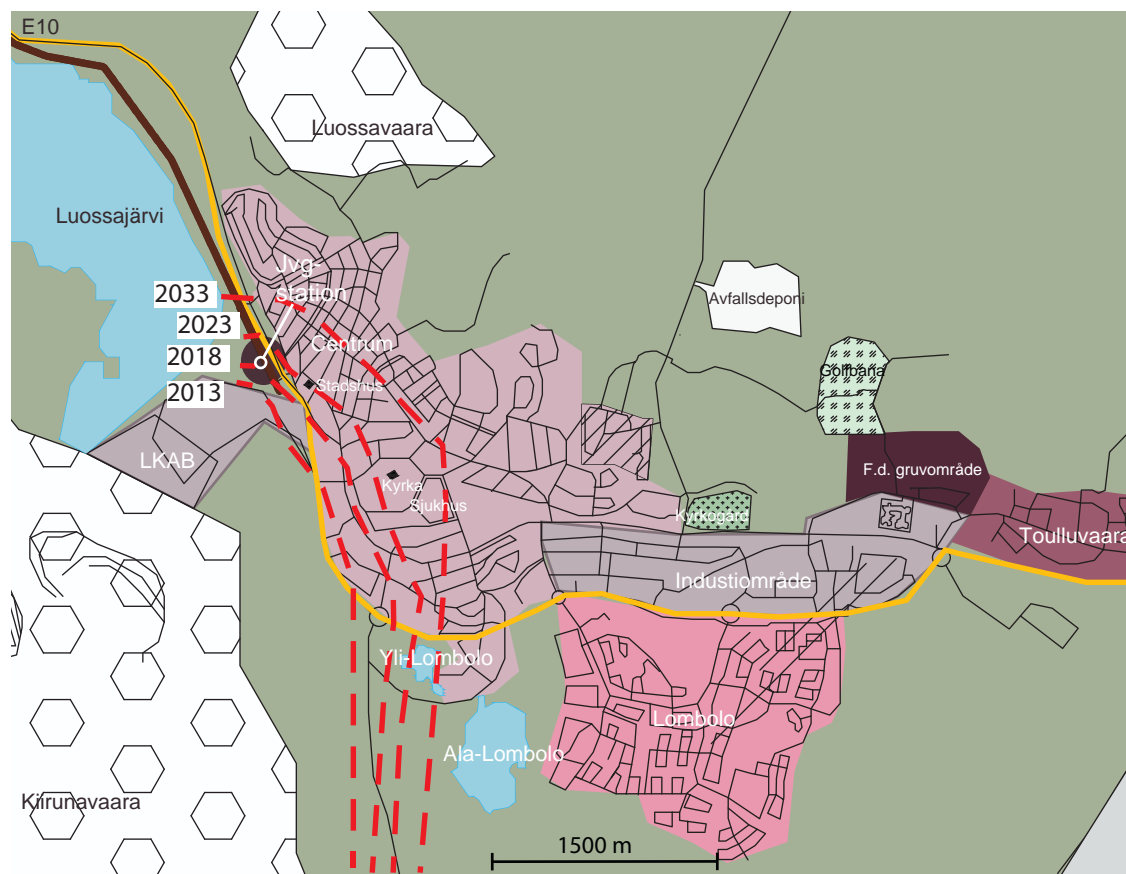 E10
Luossavaara
Luossajärvi
Jvg-
station
2033
Avfallsdeponi
2023
Centrum
2018
Golfbana
Stadshus
2013
LKAB
F.d. gruvområde
Kyrka
Sjukhus
Kyrkogård
Toulluvaara
Industiområde
Yli-Lombolo
Lombolo
Ala-Lombolo
Kiirunavaara
1500 m